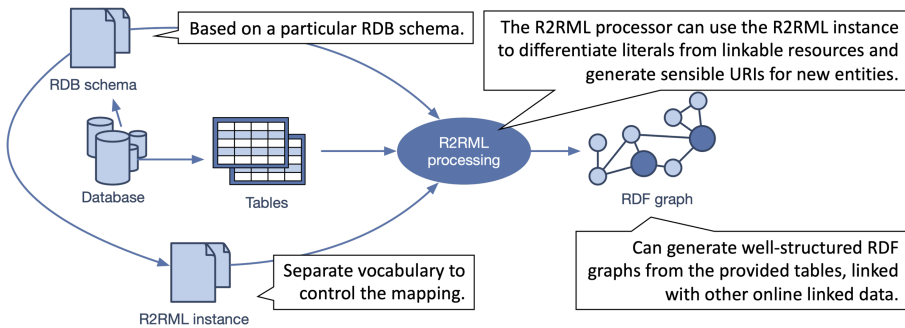 Based on a particular RDB schema.
The R2RML processor can use the R2RML instance
to differentiate literals from linkable resources and
generate sensible URIs for new entities.
RDB schema
R2RML
processing
Database
Tables
RDF graph
Separate vocabulary to
control the mapping.
Can generate well-structured RDF
graphs from the provided tables, linked
with other online linked data.
R2RML instance